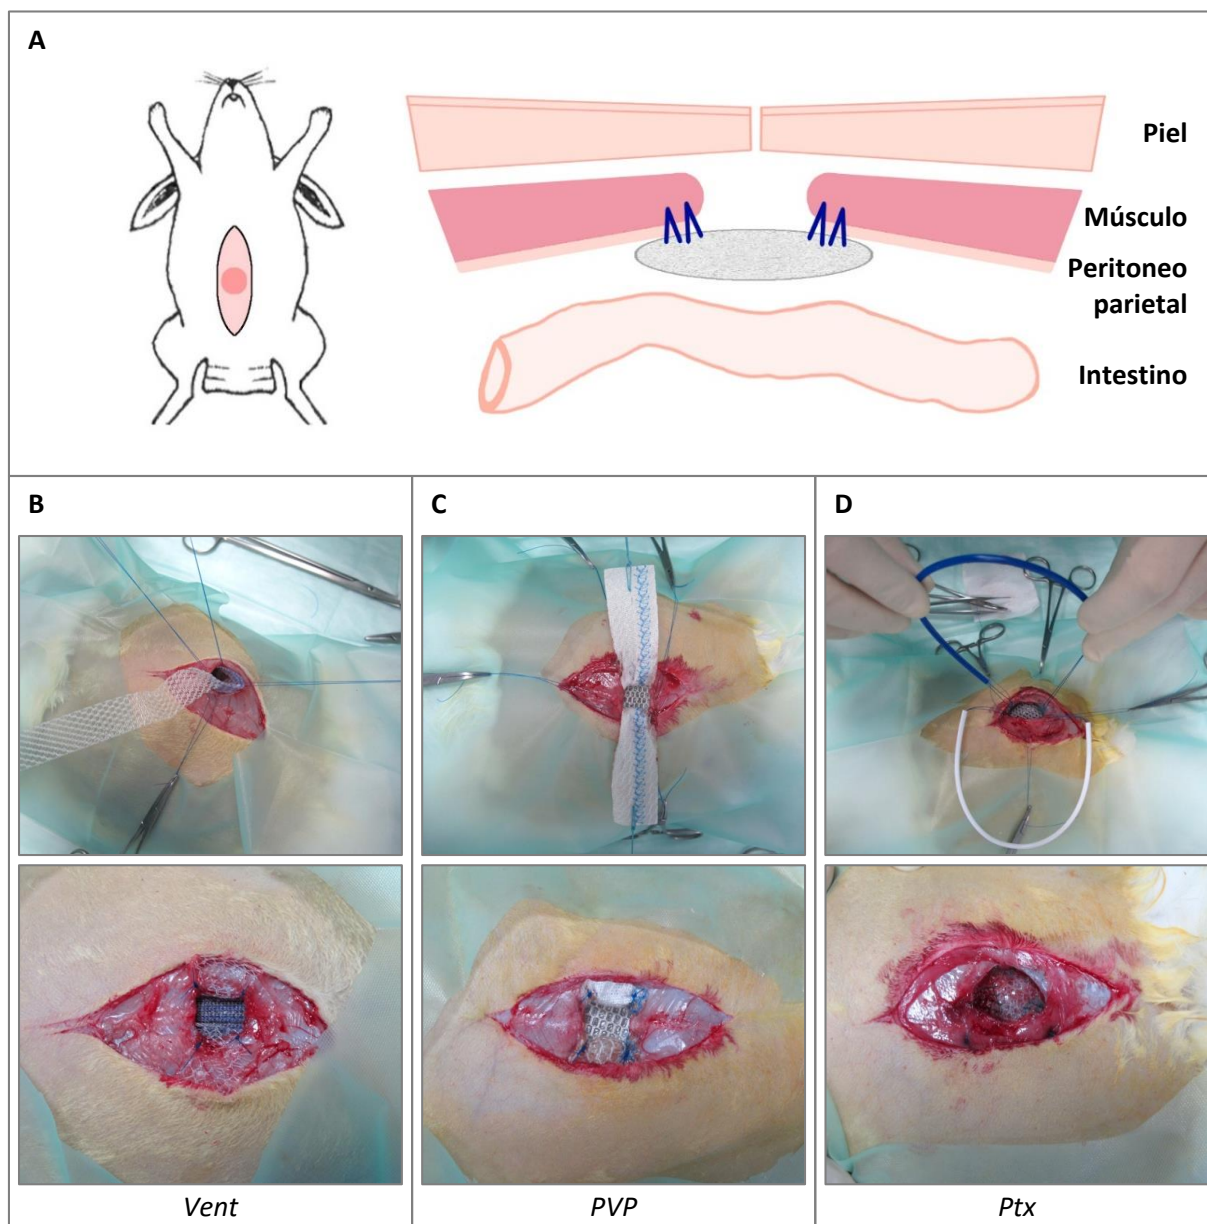 A
Piel
Músculo
Peritoneo
parietal
Intestino
B
C
D
Vent
PVP
Ptx